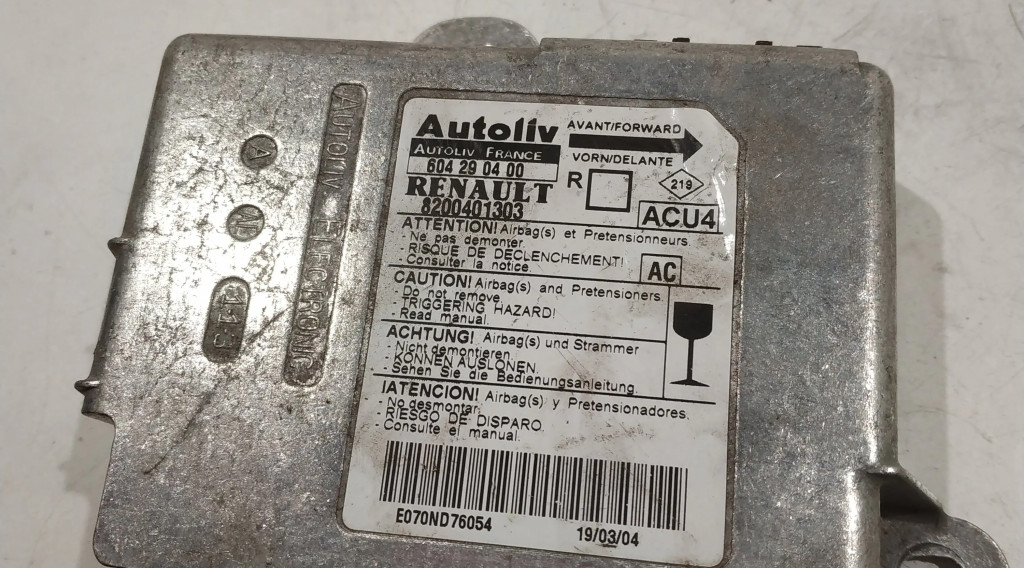 AUTOLIV ELECTRONIC
A
113
Autoliv
AUTOLIV FRANCE
604 29 04 00
RENAULT
8200401303
AVANT/FORWARD
VORN/DELANTE
R
219
ACU4
ATTENTION! Airbag(s) et Pretensionneurs.
- Ne pas demonter.
- RISQUE DE DECLENCHEMENT!
- Consulter la notice.
AC
CAUTION! Airbag(s) and Pretensioners.
- Do not remove.
- TRIGGERING HAZARD!
- Read manual.
ACHTUNG! Airbag(s) und Strammer
- Nicht demontieren.
- KONNEN AUSLONEN.
- Sehen Sie die Bedienungsanleitung.
IATENCION! Airbag(s) y Pretensionadores.
- No desmontar.
- RIESGO DE DISPARO.
- Consulte el manual.
E070ND76054
19/03/04